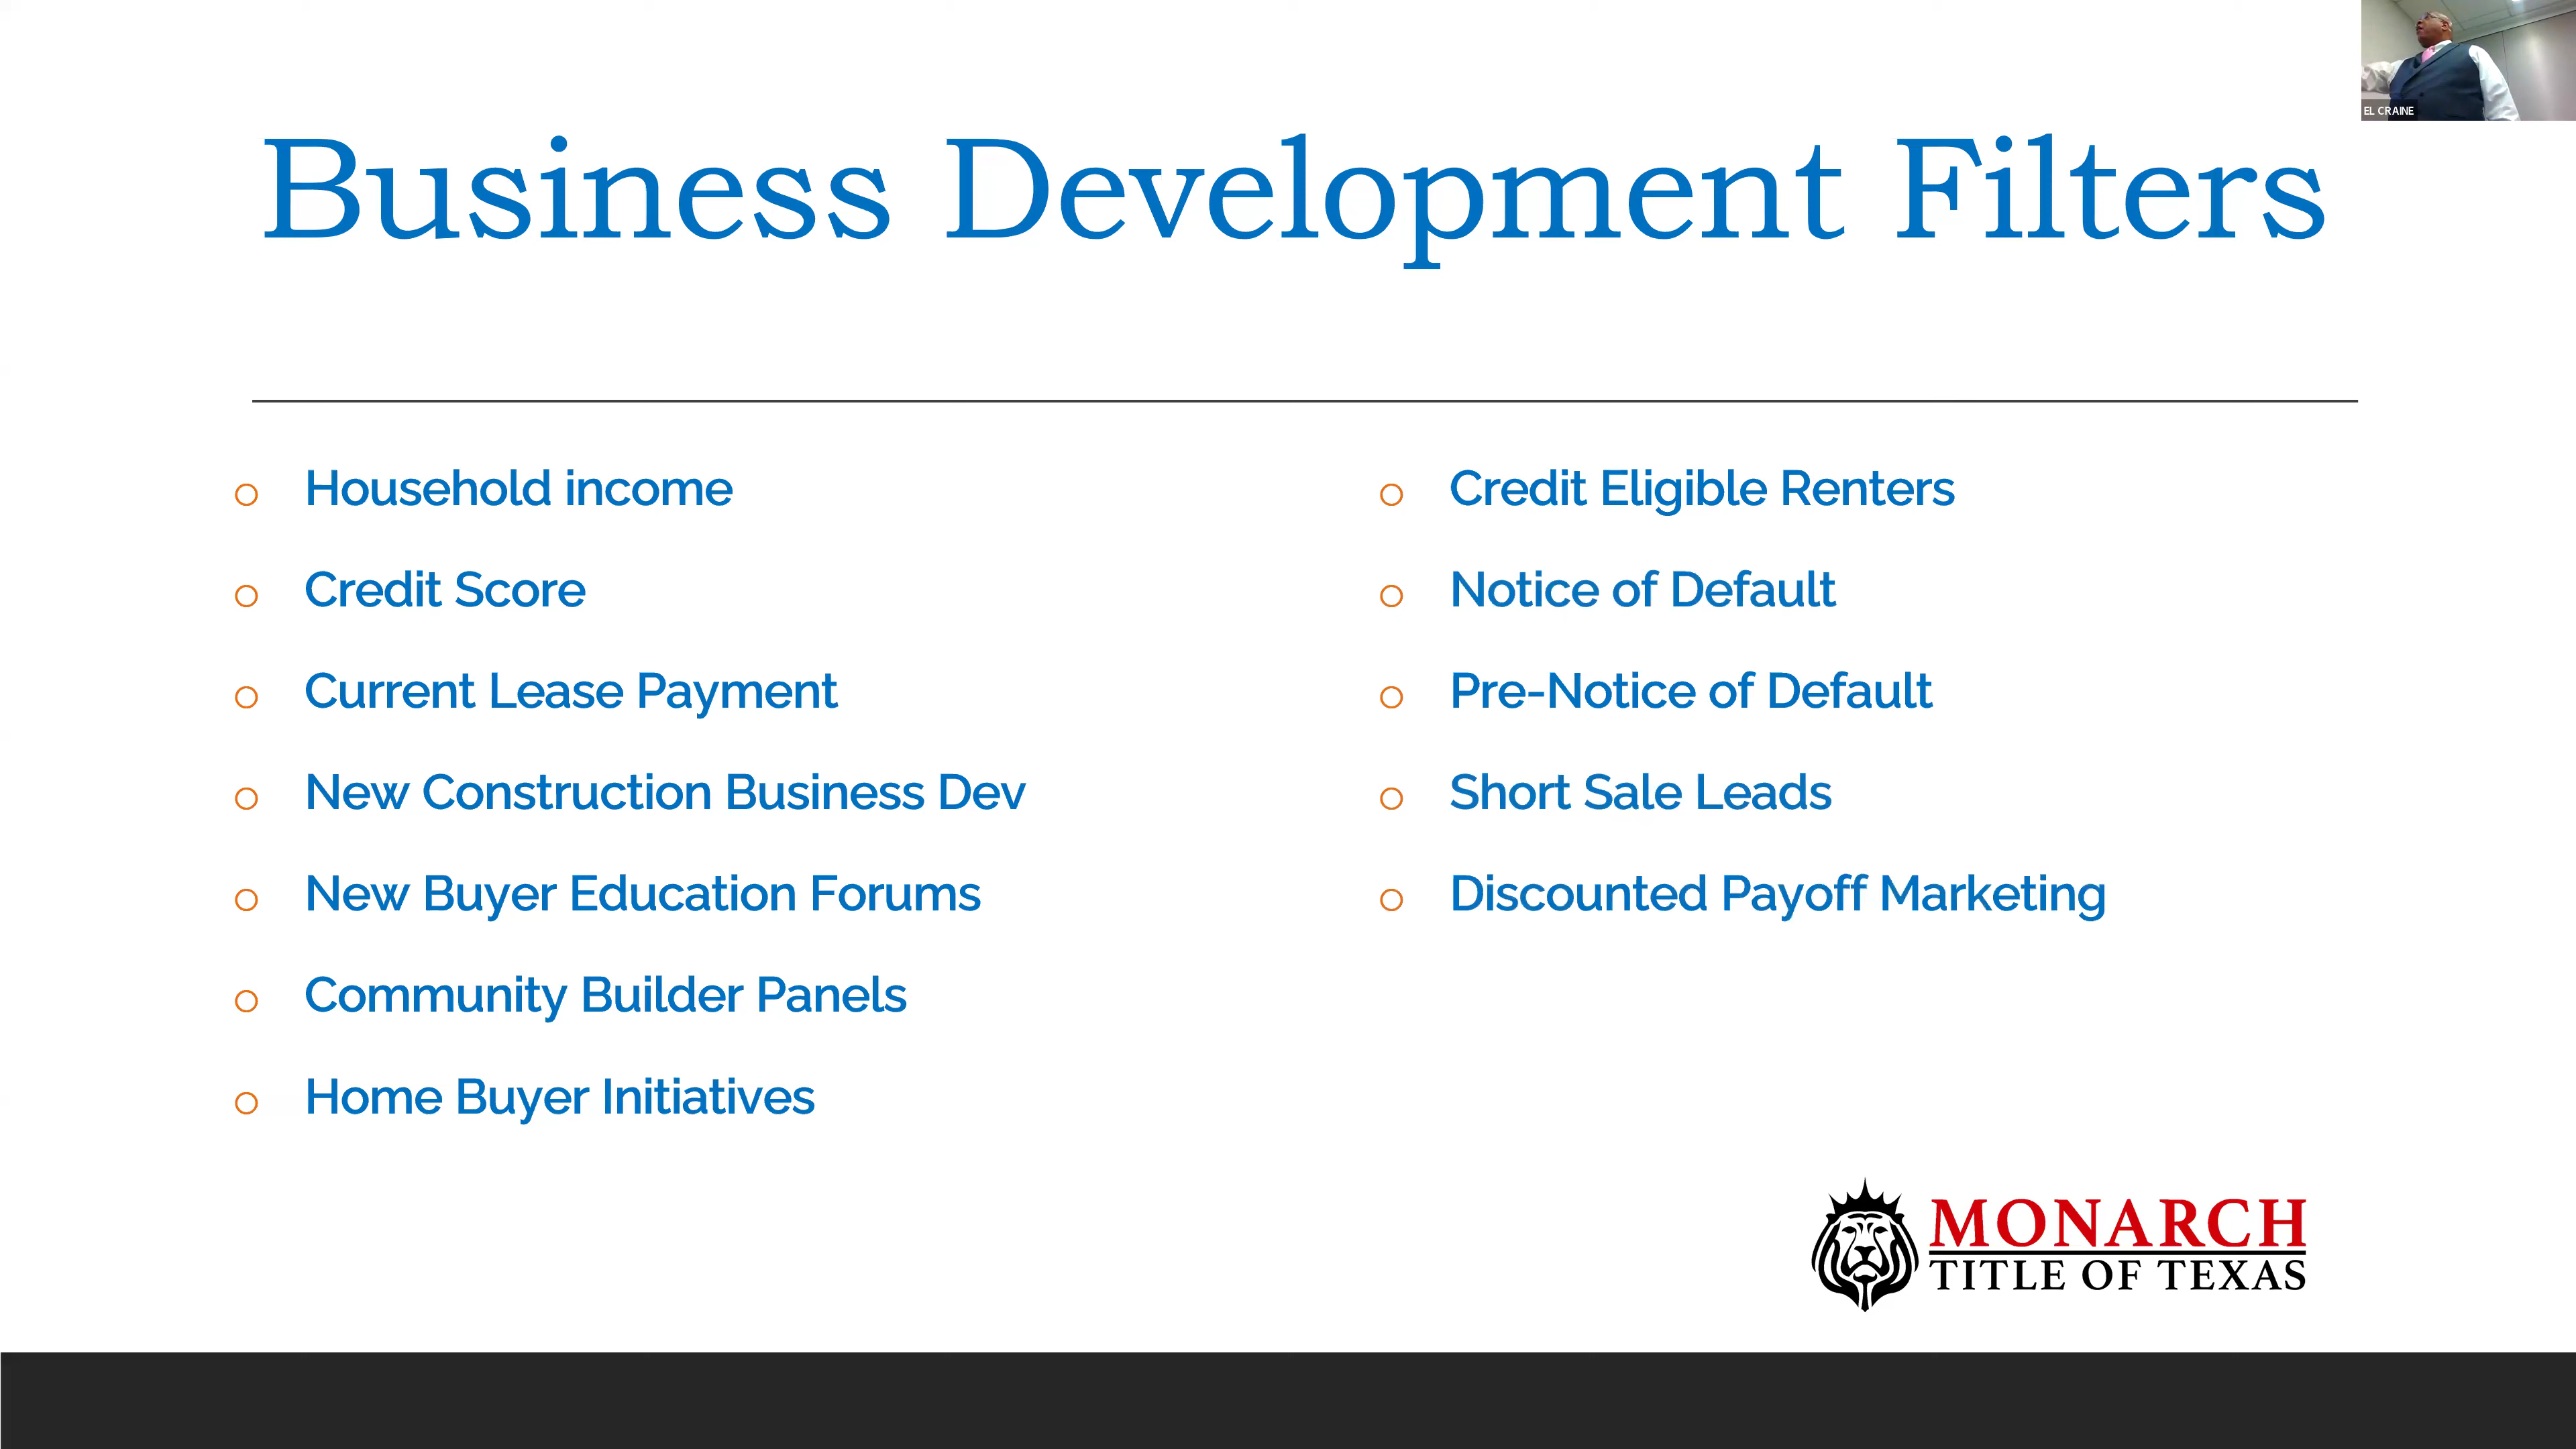 EL CRAINE
Business Development Filters
Household income
Credit Score
Current Lease Payment
New Construction Business Dev
New Buyer Education Forums
Community Builder Panels
Home Buyer Initiatives
Credit Eligible Renters
Notice of Default
Pre-Notice of Default
Short Sale Leads
Discounted Payoff Marketing
MONARCH
TITLE OF TEXAS